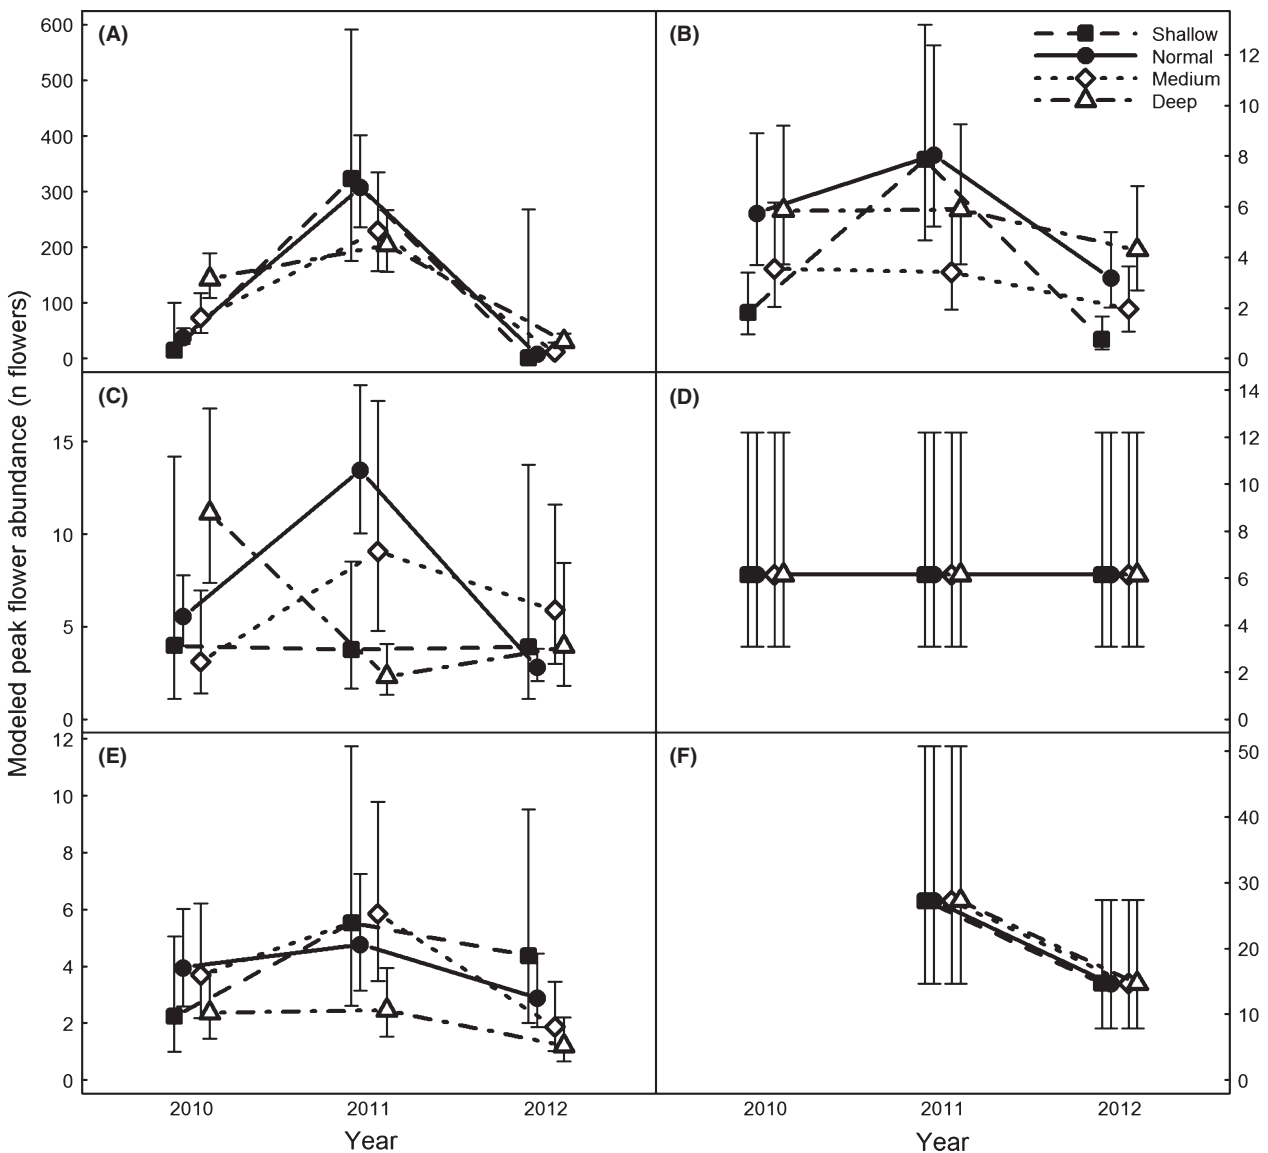 Modeled peak flower abundance (n flowers)
(A)
600
500
400
300
200
100
0
(B)
Shallow
Normal
Medium
Deep
12
10
8
6
4
2
0
(C)
15
10
5
0
(D)
14
12
10
8
6
4
2
0
(E)
12
10
8
6
4
2
0
(F)
50
40
30
20
10
0
2010 2011 2012
2010 2011 2012
Year
Year